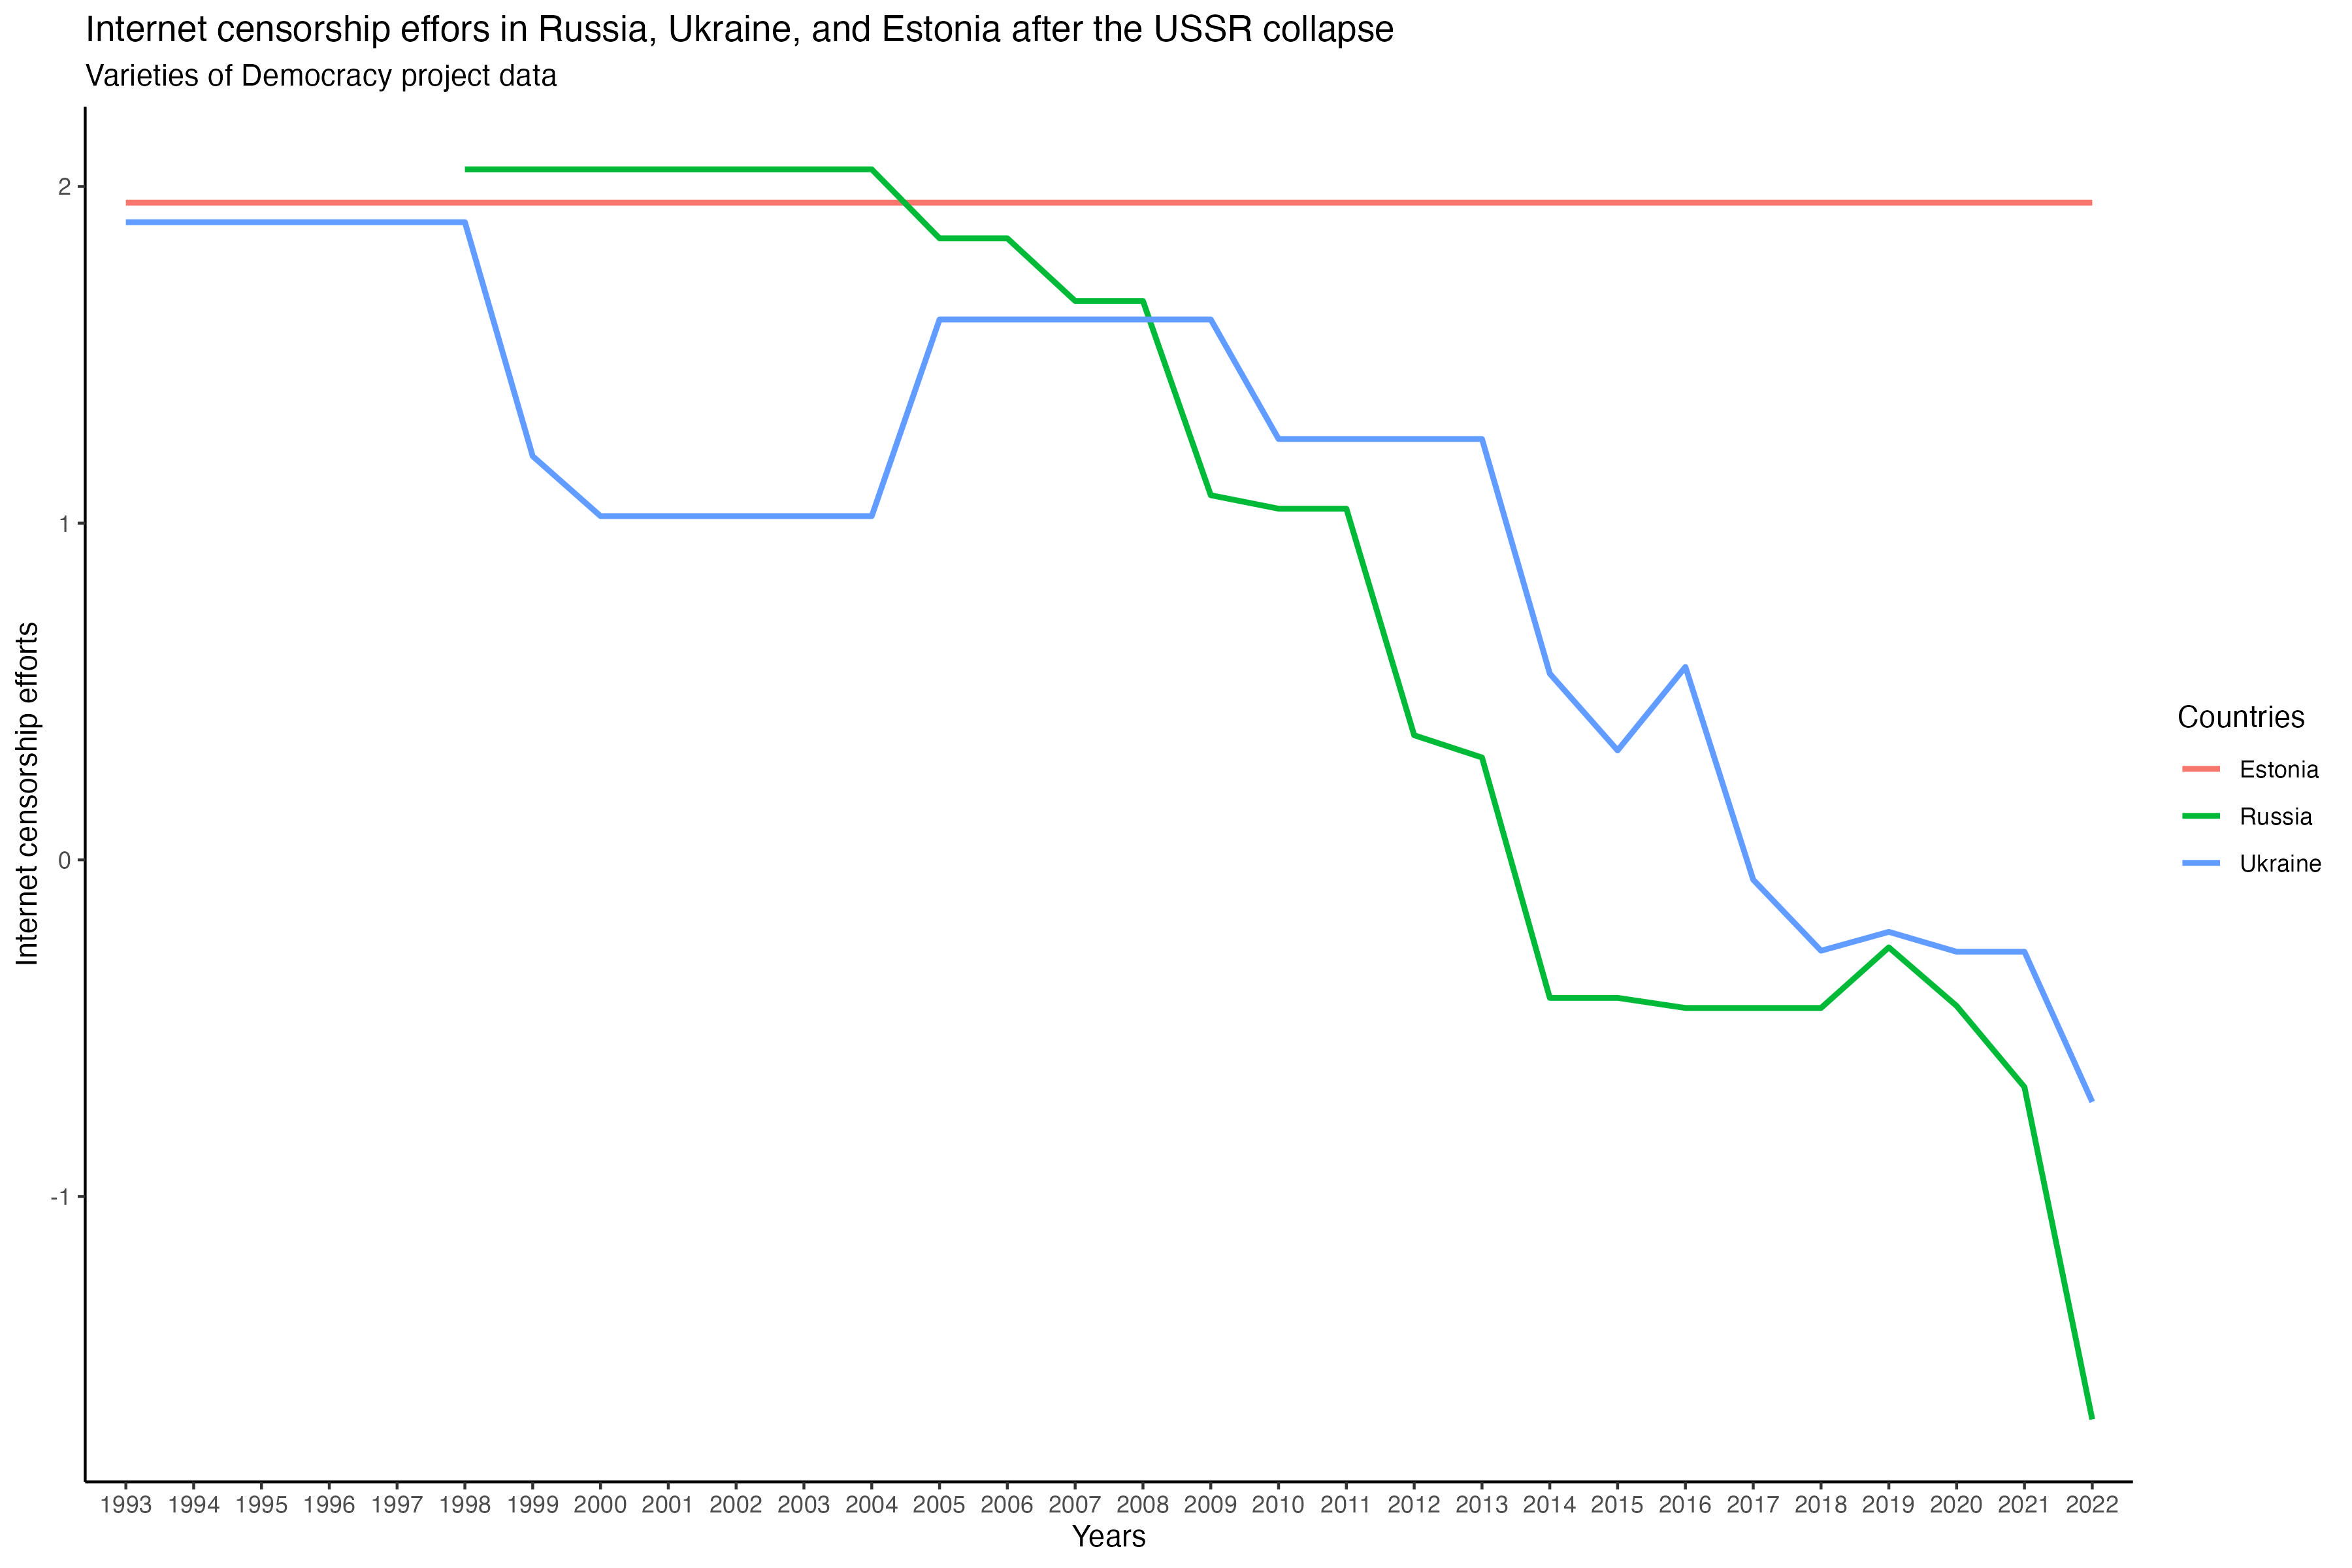 Internet censorship effors in Russia, Ukraine, and Estonia after the USSR collapse
Varieties of Democracy project data
Internet censorship efforts
2
1
0
-1
1993 1994 1995 1996 1997 1998 1999 2000 2001 2002 2003 2004 2005 2006 2007 2008 2009 2010 2011 2012 2013 2014 2015 2016 2017 2018 2019 2020 2021 2022
Years
Countries
Estonia
Russia
Ukraine